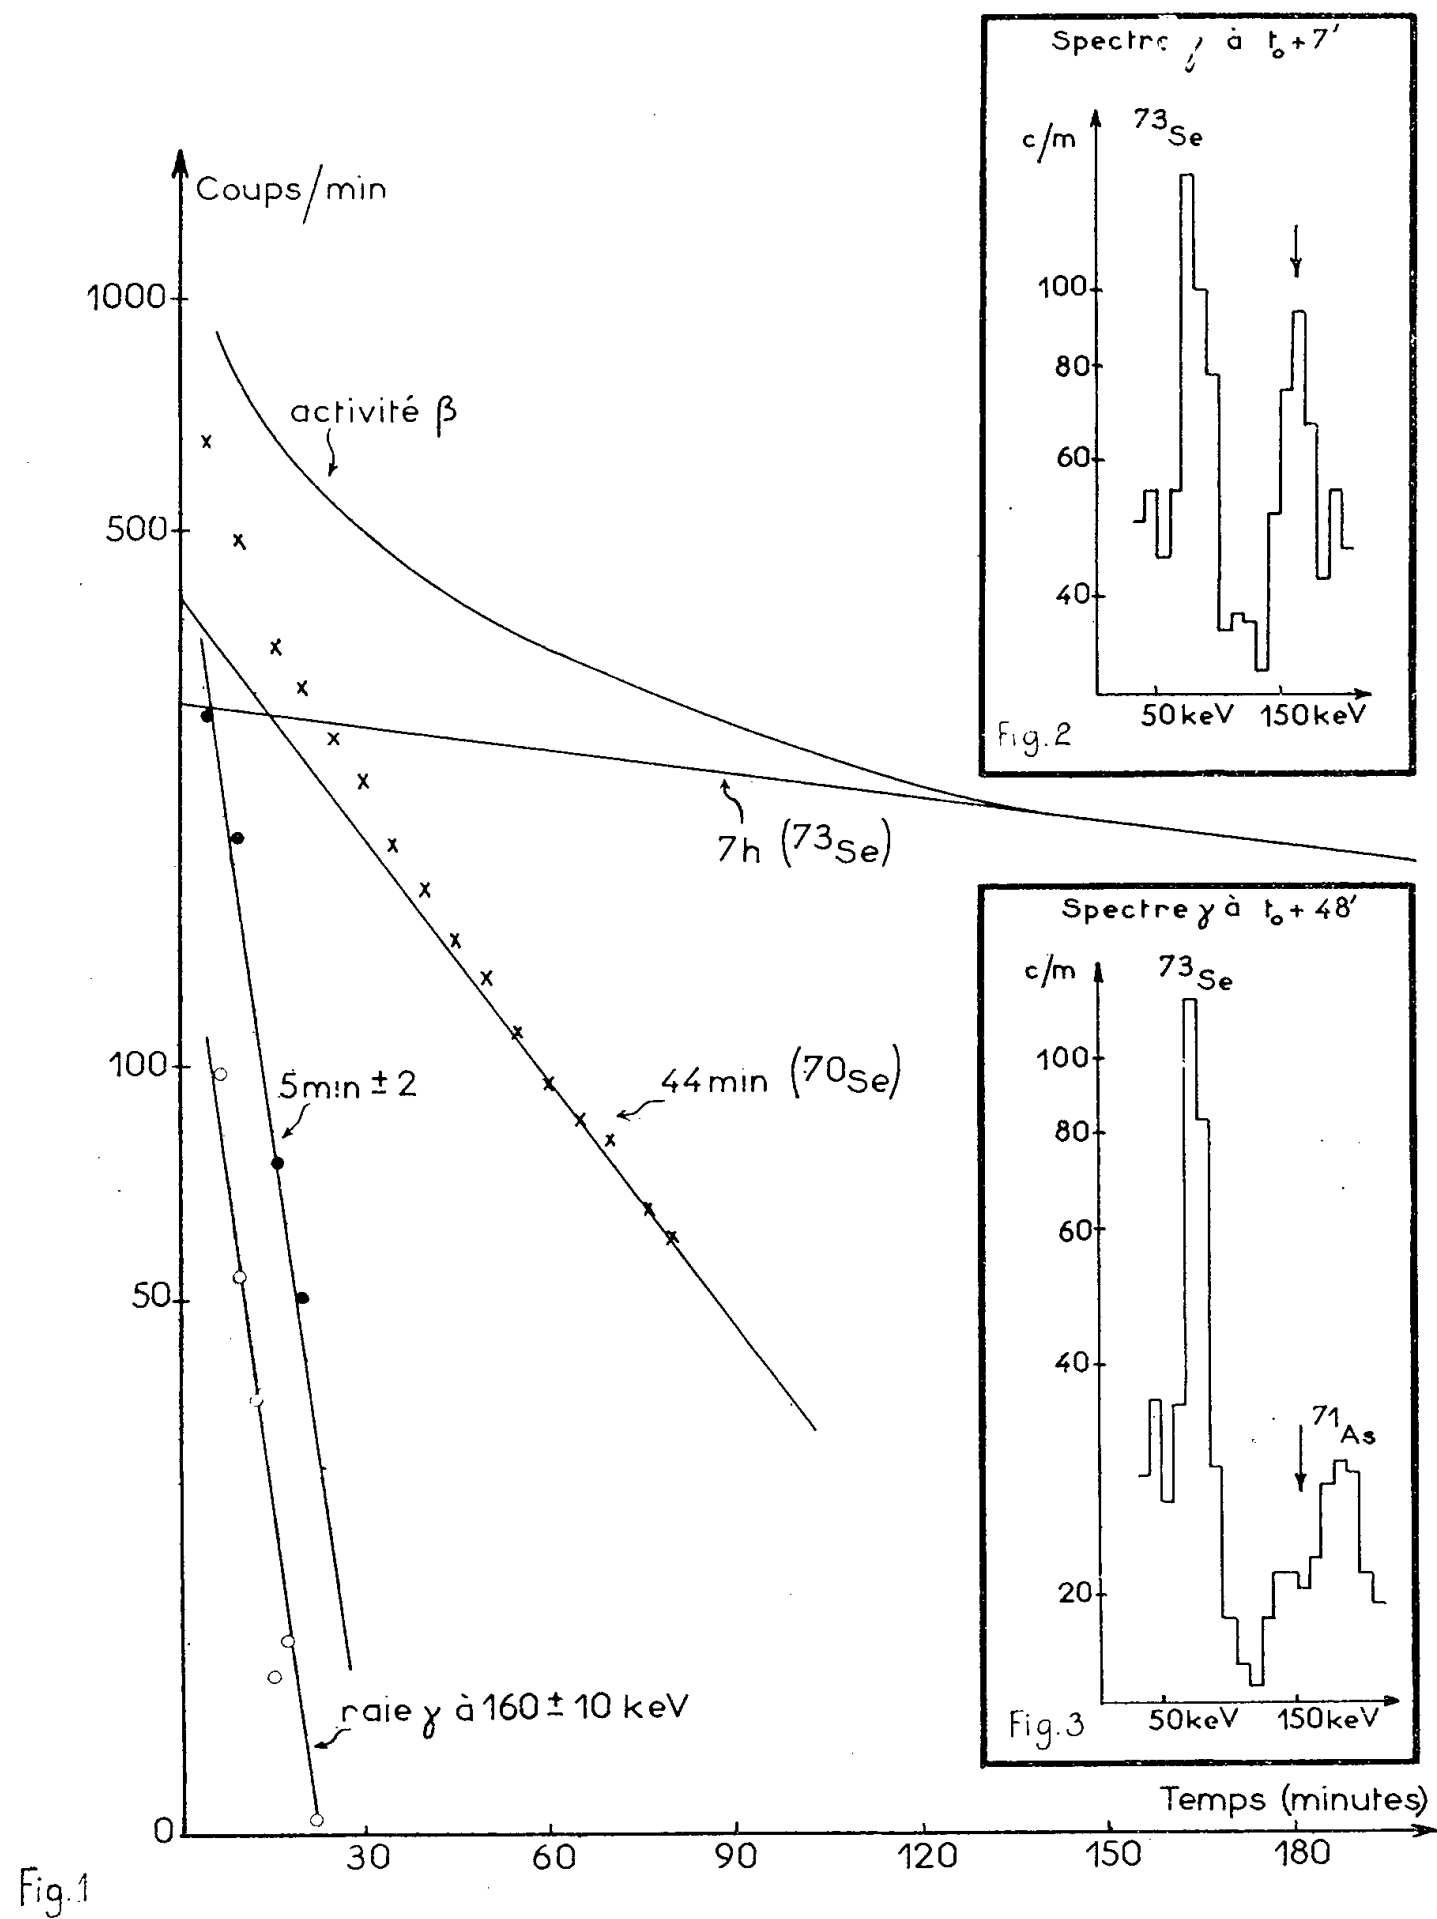 Coups/min
1000
500
100
50
0
activité β
7h (73Se)
44min (70Se)
5min ± 2
raie γ à 160 ± 10 keV
30
60
90
120
150
180
Temps (minutes)
Fig.1
Spectre γ à t₀+7'
c/m
73Se
100
80
60
40
50keV
150keV
Fig.2
Spectre γ à t₀+48'
c/m
73Se
71As
100
80
60
40
20
50keV
150keV
Fig.3